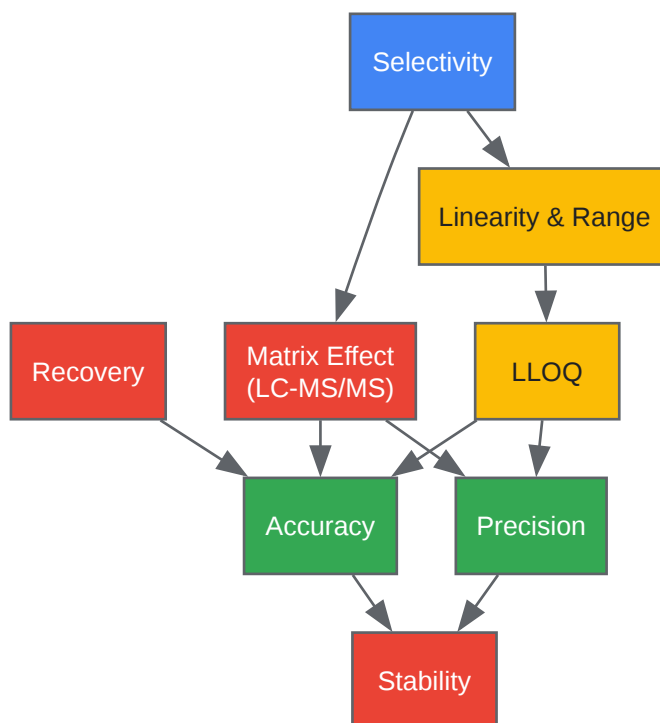 Selectivity
Linearity & Range
Recovery
Matrix Effect
(LC-MS/MS)
LLOQ
Accuracy
Precision
Stability